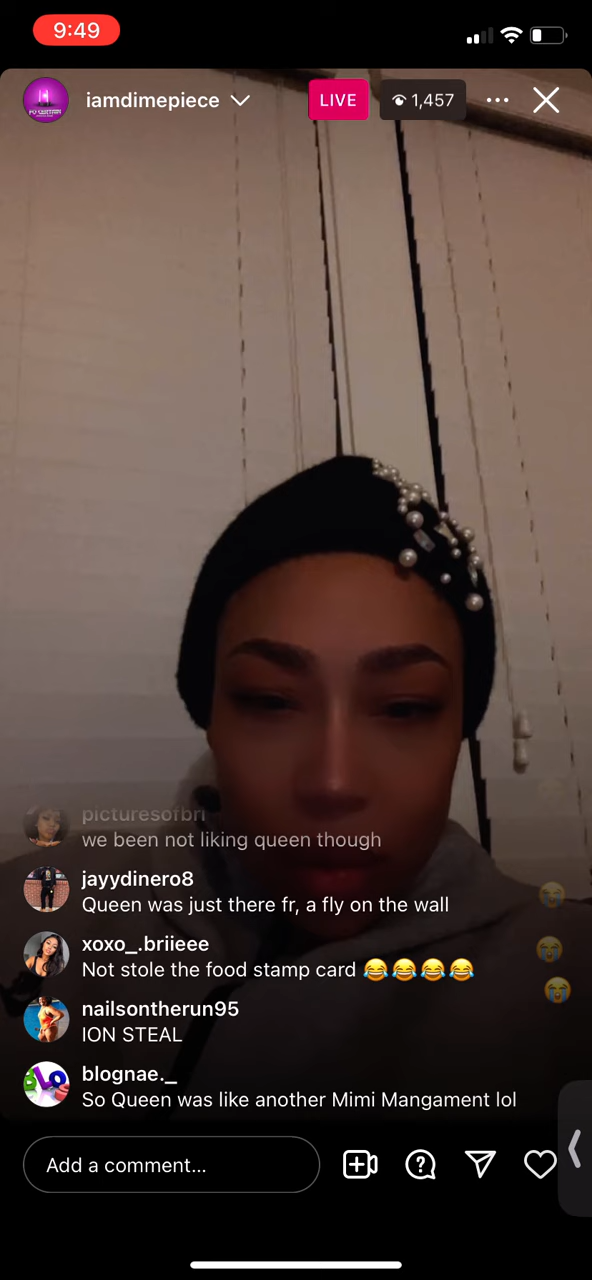 9:49
iamdimepiece
LIVE
1,457
picturesofbri
we been not liking queen though
jayydinero8
Queen was just there fr, a fly on the wall
xoxo_.briieee
Not stole the food stamp card 😂😂😂😂
nailsontherun95
ION STEAL
blognae._
So Queen was like another Mimi Mangament lol
Add a comment...